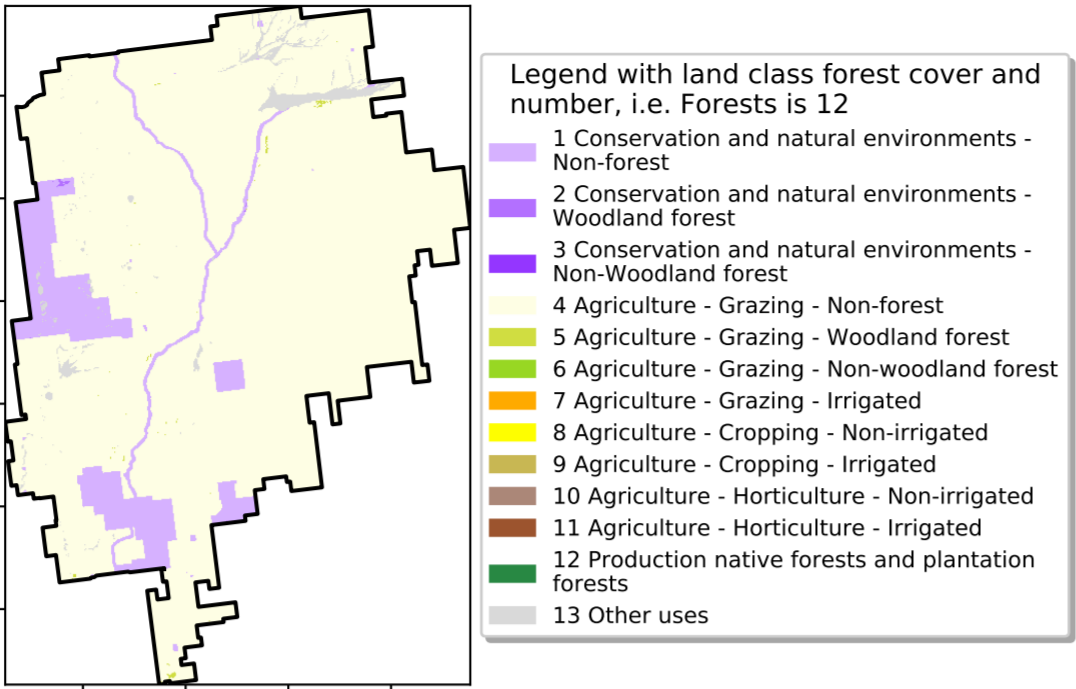 Legend with land class forest cover and
number, i.e. Forests is 12
1 Conservation and natural environments -
Non-forest
2 Conservation and natural environments -
Woodland forest
3 Conservation and natural environments -
Non-Woodland forest
4 Agriculture - Grazing - Non-forest
5 Agriculture - Grazing - Woodland forest
6 Agriculture - Grazing - Non-woodland forest
7 Agriculture - Grazing - Irrigated
8 Agriculture - Cropping - Non-irrigated
9 Agriculture - Cropping - Irrigated
10 Agriculture - Horticulture - Non-irrigated
11 Agriculture - Horticulture - Irrigated
12 Production native forests and plantation
forests
13 Other uses